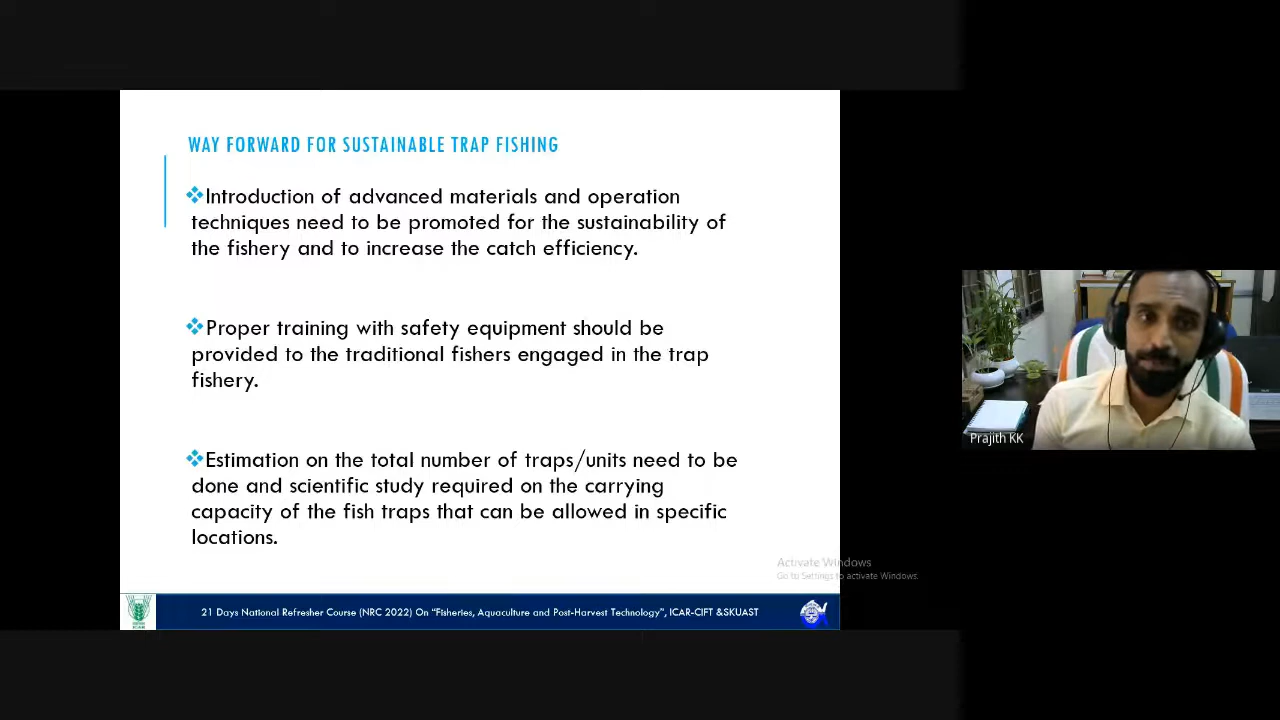 WAY FORWARD FOR SUSTAINABLE TRAP FISHING
❖Introduction of advanced materials and operation
techniques need to be promoted for the sustainability of
the fishery and to increase the catch efficiency.
❖Proper training with safety equipment should be
provided to the traditional fishers engaged in the trap
fishery.
❖Estimation on the total number of traps/units need to be
done and scientific study required on the carrying
capacity of the fish traps that can be allowed in specific
locations.
Prajith KK
Activate Windows
Go to Settings to activate Windows.
21 Days National Refresher Course (NRC 2022) On “Fisheries, Aquaculture and Post-Harvest Technology”, ICAR-CIFT &SKUAST